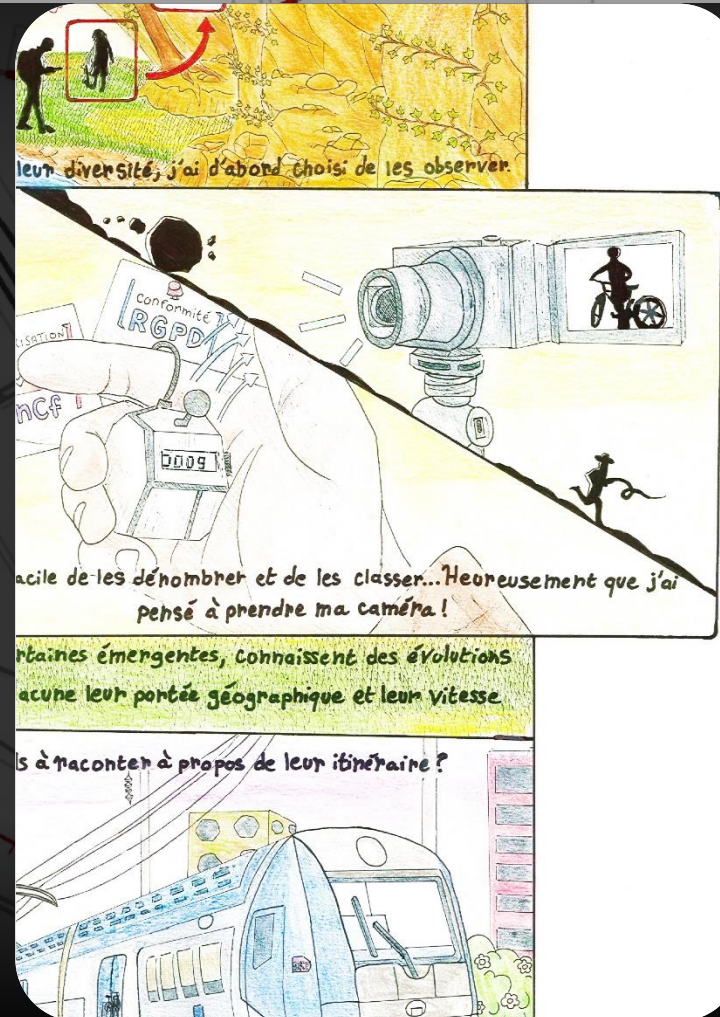 leur diversité, j'ai d'abord choisi de les observer.
conformité
RGPD
ISATION
nCf
0009
acile de les dénombrer et de les classer...Heureusement que j'ai
pensé à prendre ma caméra !
rtaines émergentes, connaissent des évolutions
acune leur portée géographique et leur vitesse
ls à raconter à propos de leur itinéraire ?